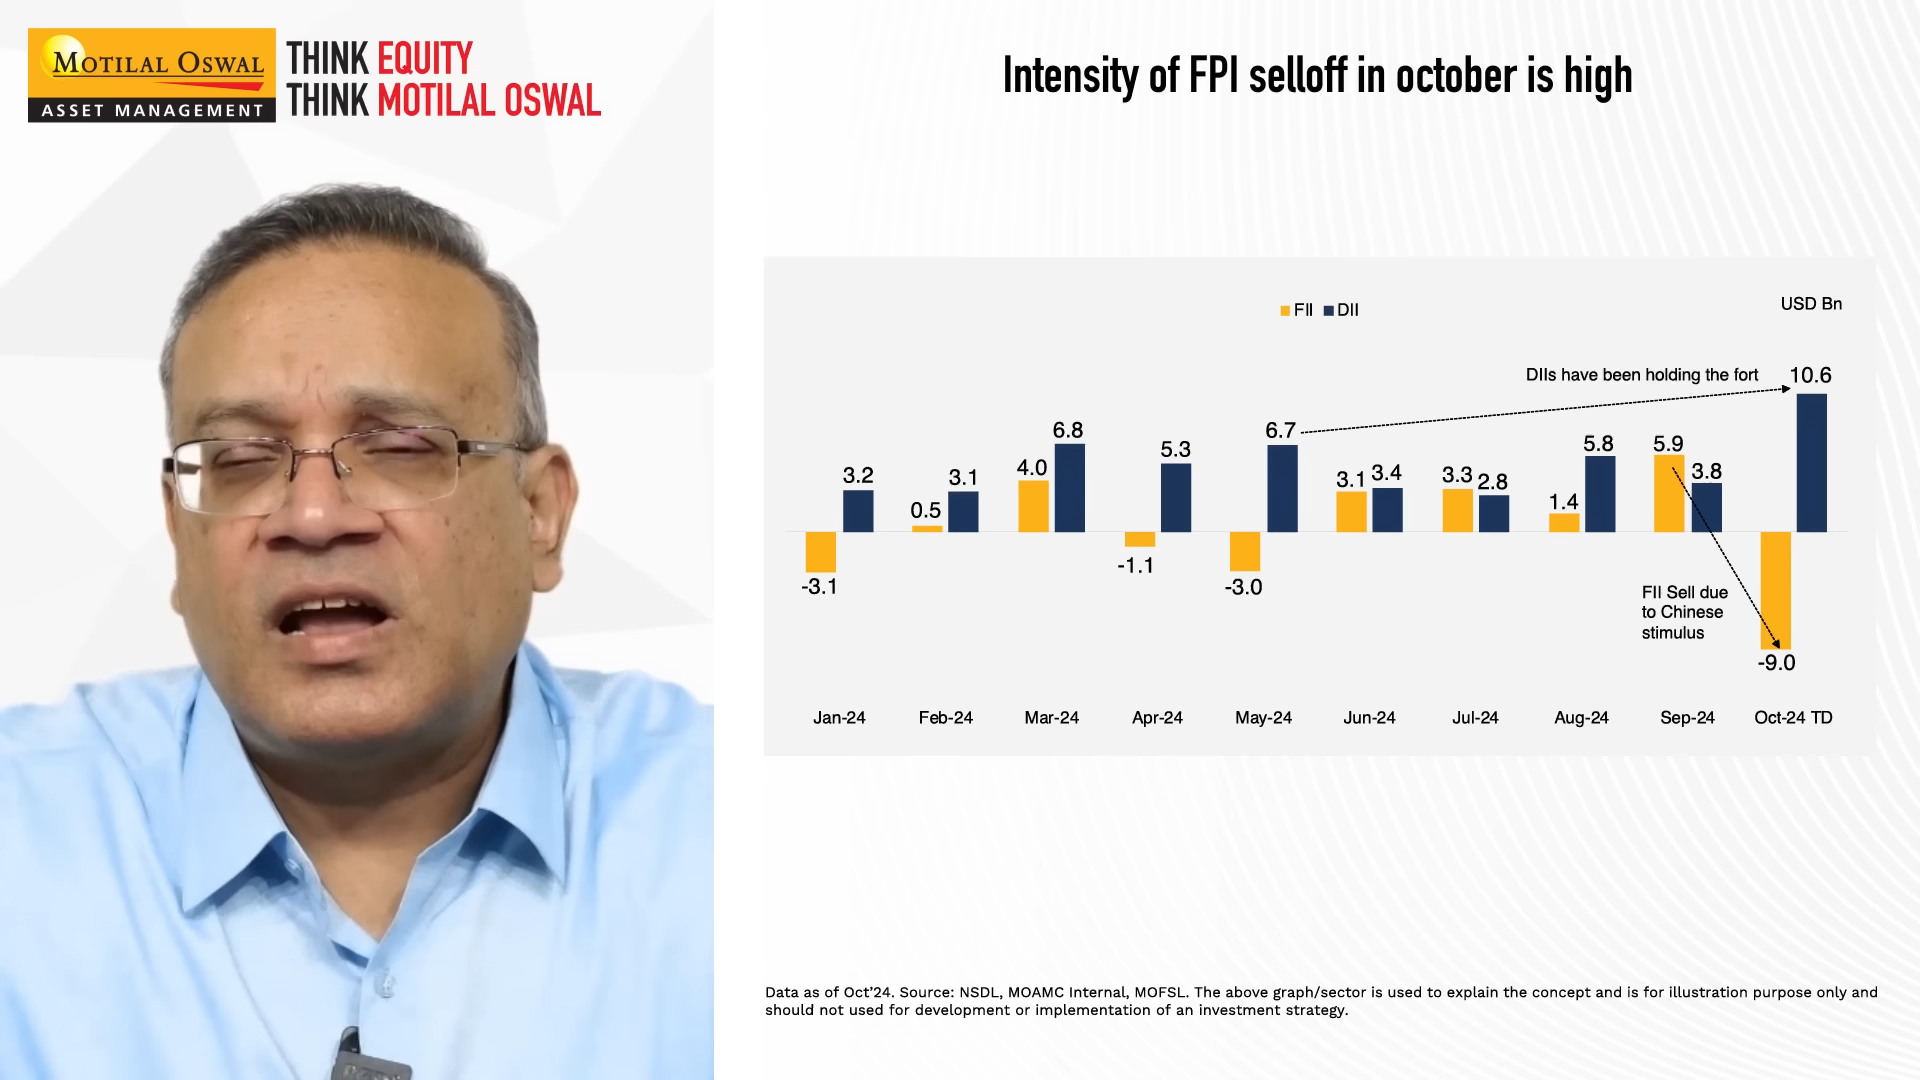 MOTILAL OSWAL
ASSET MANAGEMENT
THINK EQUITY
THINK MOTILAL OSWAL
Intensity of FPI selloff in october is high
FII DII
USD Bn
DIIs have been holding the fort
10.6
6.8
6.7
5.3
5.8
5.9
4.0
3.2
3.1
3.1
3.4
3.3
2.8
3.8
0.5
1.4
-3.1
-1.1
-3.0
FII Sell due
to Chinese
stimulus
-9.0
Jan-24 Feb-24 Mar-24 Apr-24 May-24 Jun-24 Jul-24 Aug-24 Sep-24 Oct-24 TD
Data as of Oct’24. Source: NSDL, MOAMC Internal, MOFSL. The above graph/sector is used to explain the concept and is for illustration purpose only and
should not used for development or implementation of an investment strategy.